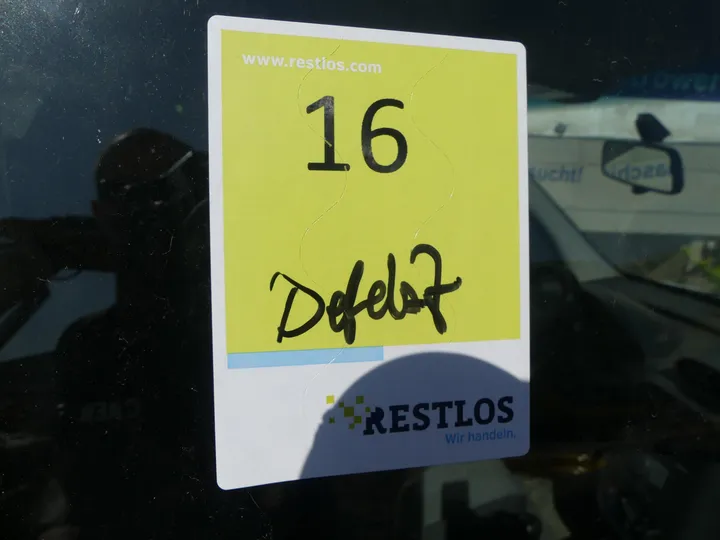 www.restlos.com
16
Defekt
RESTLOS
Wir handeln.